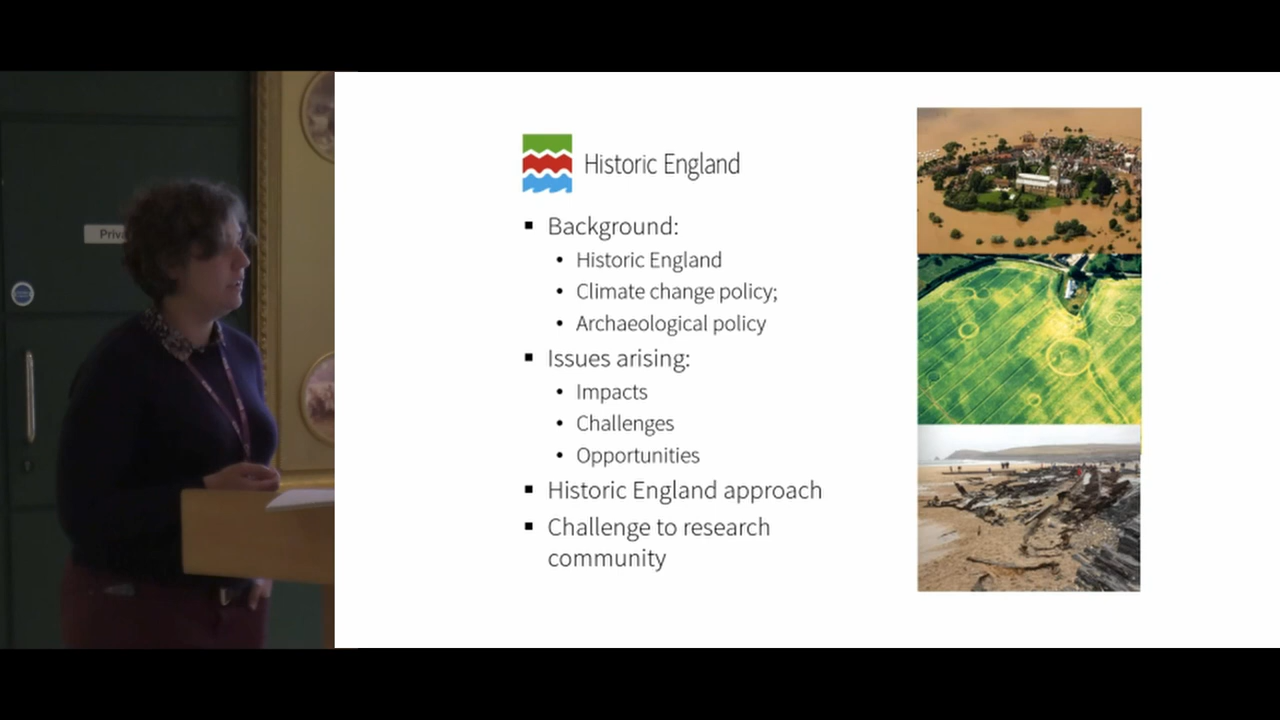 Historic England
Background:
Historic England
Climate change policy;
Archaeological policy
Issues arising:
Impacts
Challenges
Opportunities
Historic England approach
Challenge to research
community